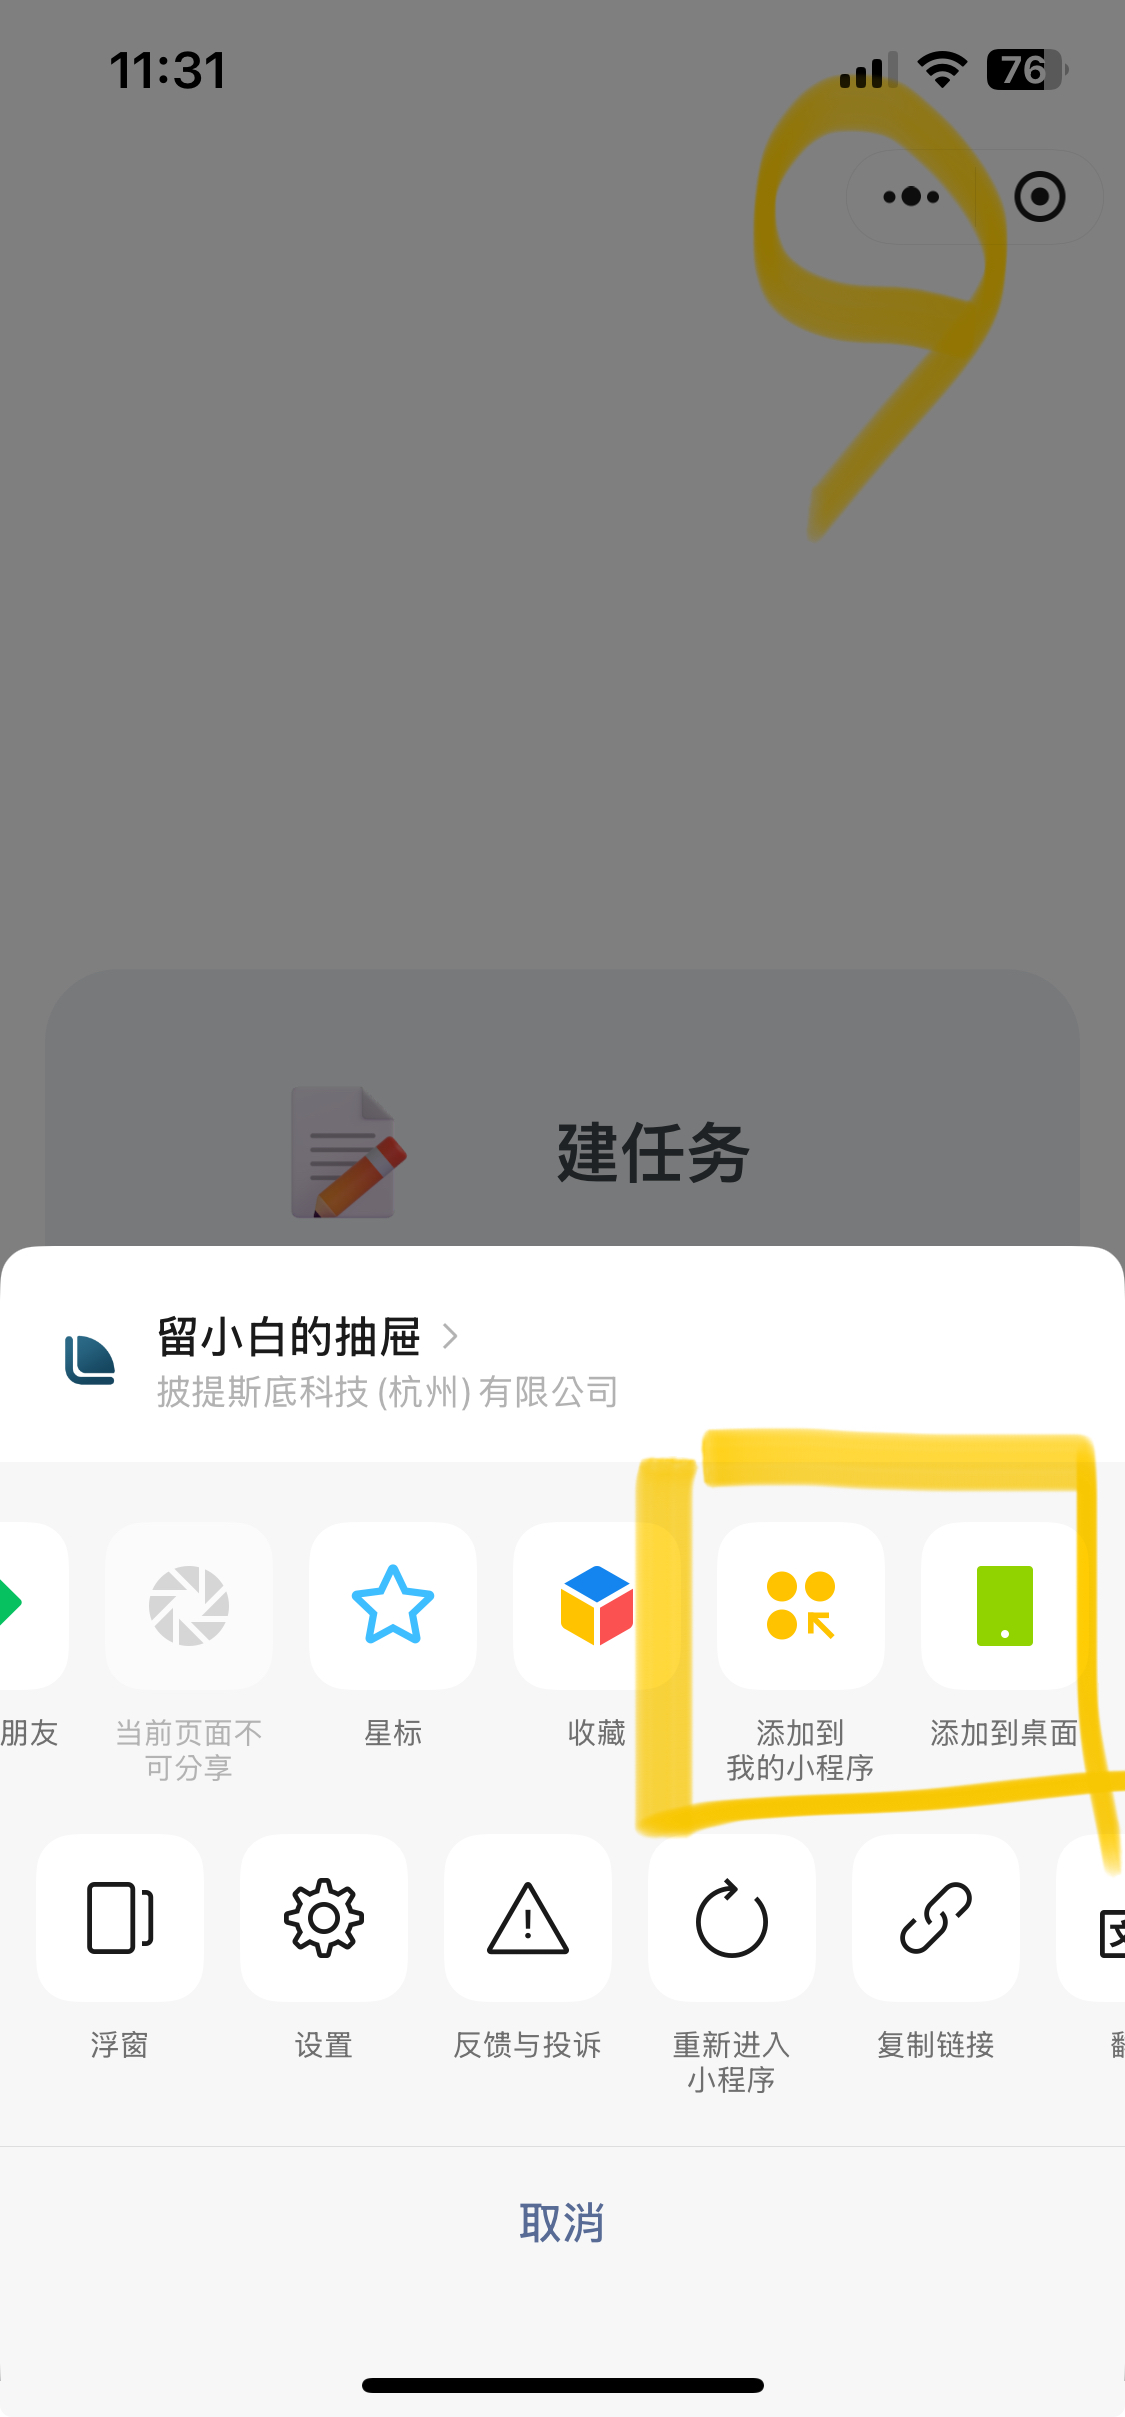 11:31
76
建任务
留小白的抽屉
披提斯底科技(杭州)有限公司
朋友
当前页面不
可分享
星标
收藏
添加到
我的小程序
添加到桌面
浮窗
设置
反馈与投诉
重新进入
小程序
复制链接
取消